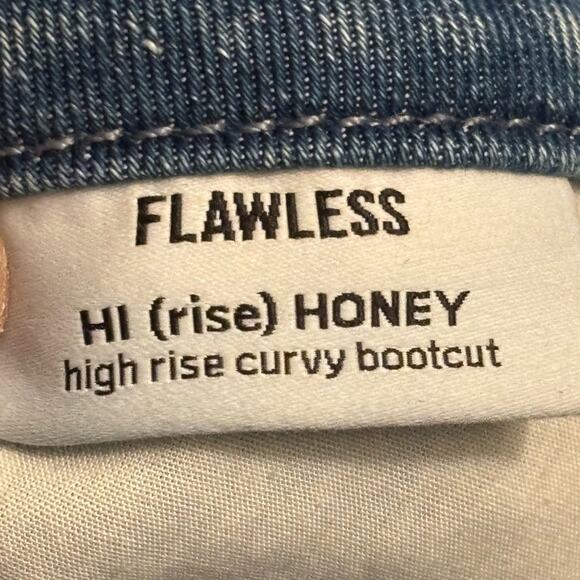 FLAWLESS
HI (rise) HONEY
high rise curvy bootcut